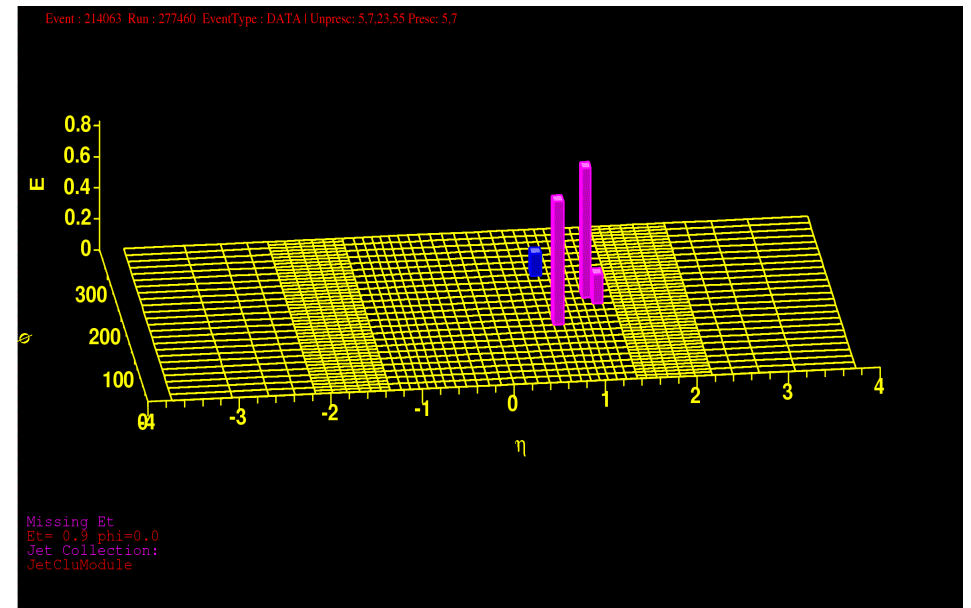 Event : 214063 Run : 277460 EventType : DATA | Unpresc: 5,7,23,55 Presc: 5,7
0.8
0.6
E 0.4
0.2
0
300
ϕ 200
100
0
-4 -3 -2 -1 0 1 2 3 4
η
Missing Et
Et= 0.9 phi=0.0
Jet Collection:
JetCluModule